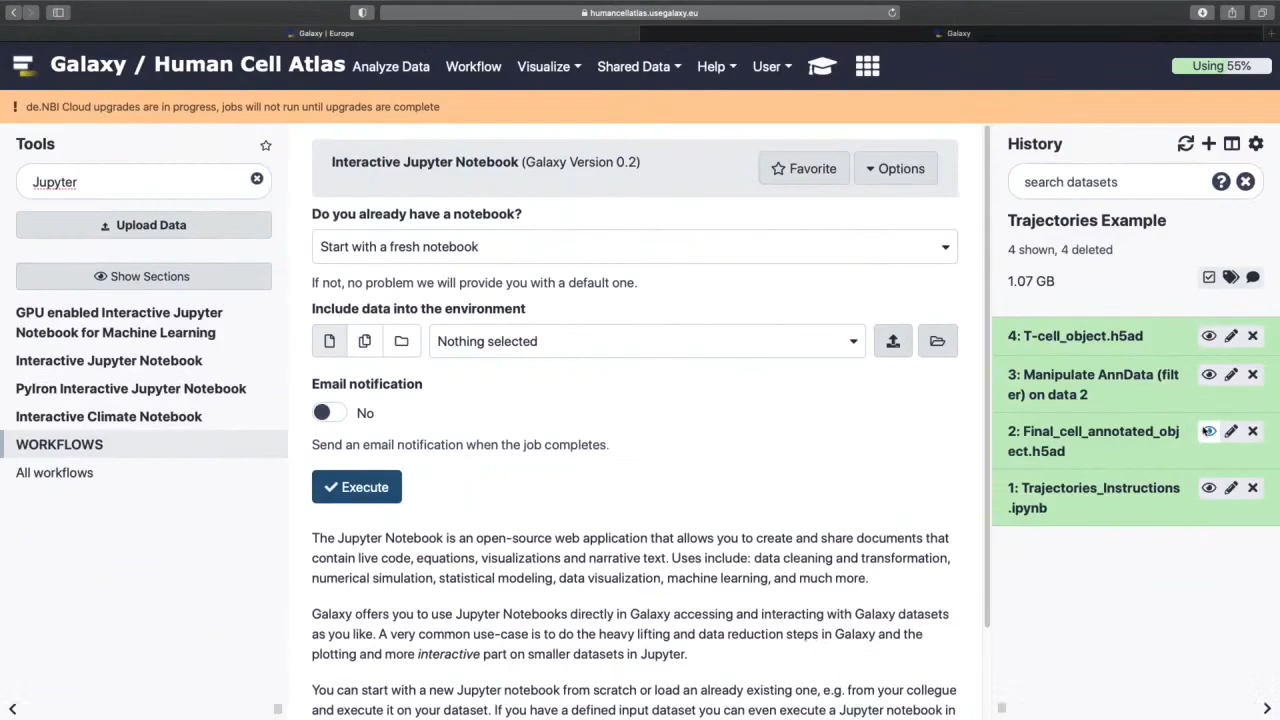 humancellatlas.usegalaxy.eu
Galaxy | Europe
Galaxy
Galaxy / Human Cell Atlas
Analyze Data
Workflow
Visualize
Shared Data
Help
User
Using 55%
! de.NBI Cloud upgrades are in progress, jobs will not run until upgrades are complete
Tools
Jupyter
Upload Data
Show Sections
GPU enabled Interactive Jupyter
Notebook for Machine Learning
Interactive Jupyter Notebook
PyIron Interactive Jupyter Notebook
Interactive Climate Notebook
WORKFLOWS
All workflows
Interactive Jupyter Notebook (Galaxy Version 0.2)
Favorite
Options
Do you already have a notebook?
Start with a fresh notebook
If not, no problem we will provide you with a default one.
Include data into the environment
Nothing selected
Email notification
No
Send an email notification when the job completes.
Execute
The Jupyter Notebook is an open-source web application that allows you to create and share documents that
contain live code, equations, visualizations and narrative text. Uses include: data cleaning and transformation,
numerical simulation, statistical modeling, data visualization, machine learning, and much more.
Galaxy offers you to use Jupyter Notebooks directly in Galaxy accessing and interacting with Galaxy datasets
as you like. A very common use-case is to do the heavy lifting and data reduction steps in Galaxy and the
plotting and more interactive part on smaller datasets in Jupyter.
You can start with a new Jupyter notebook from scratch or load an already existing one, e.g. from your collegue
and execute it on your dataset. If you have a defined input dataset you can even execute a Jupyter notebook in
History
search datasets
Trajectories Example
4 shown, 4 deleted
1.07 GB
4: T-cell_object.h5ad
3: Manipulate AnnData (filt
er) on data 2
2: Final_cell_annotated_obj
ect.h5ad
1: Trajectories_Instructions
.ipynb